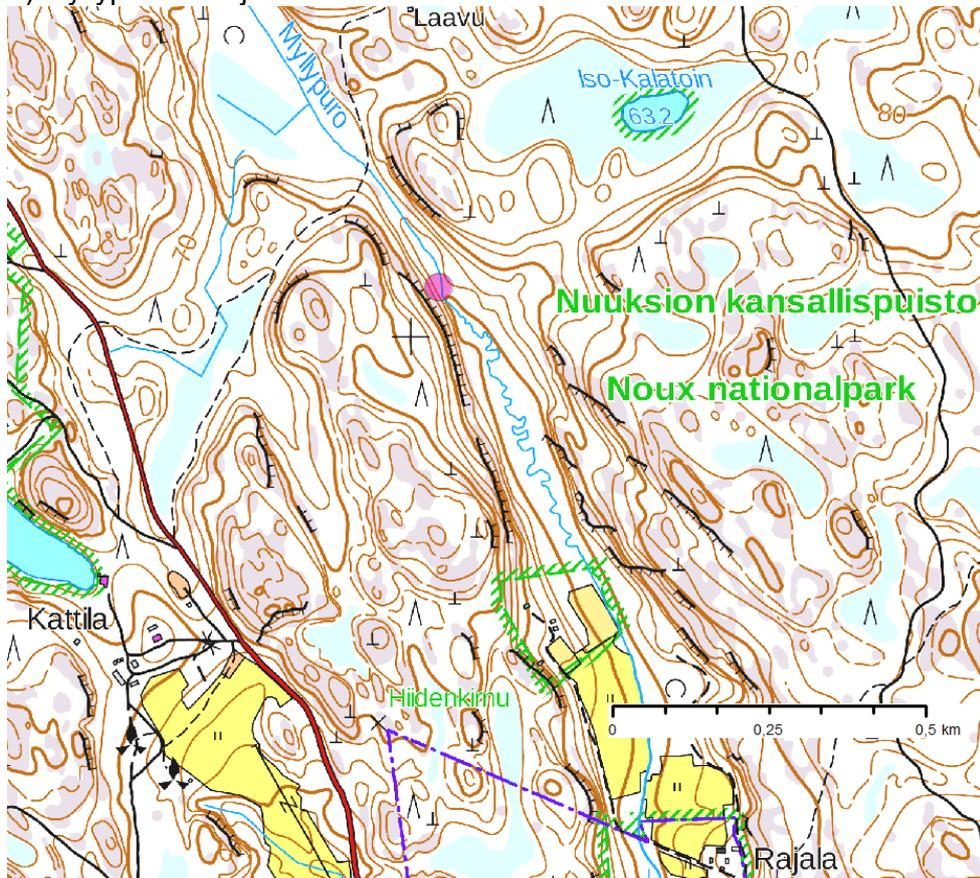 Laavu
Myllypuro
Iso-Kalatoin
63.2
80
70
Nuuksion kansallispuisto
Noux nationalpark
Kattila
Hiidenkirnu
0 0,25 0,5 km
Rajala